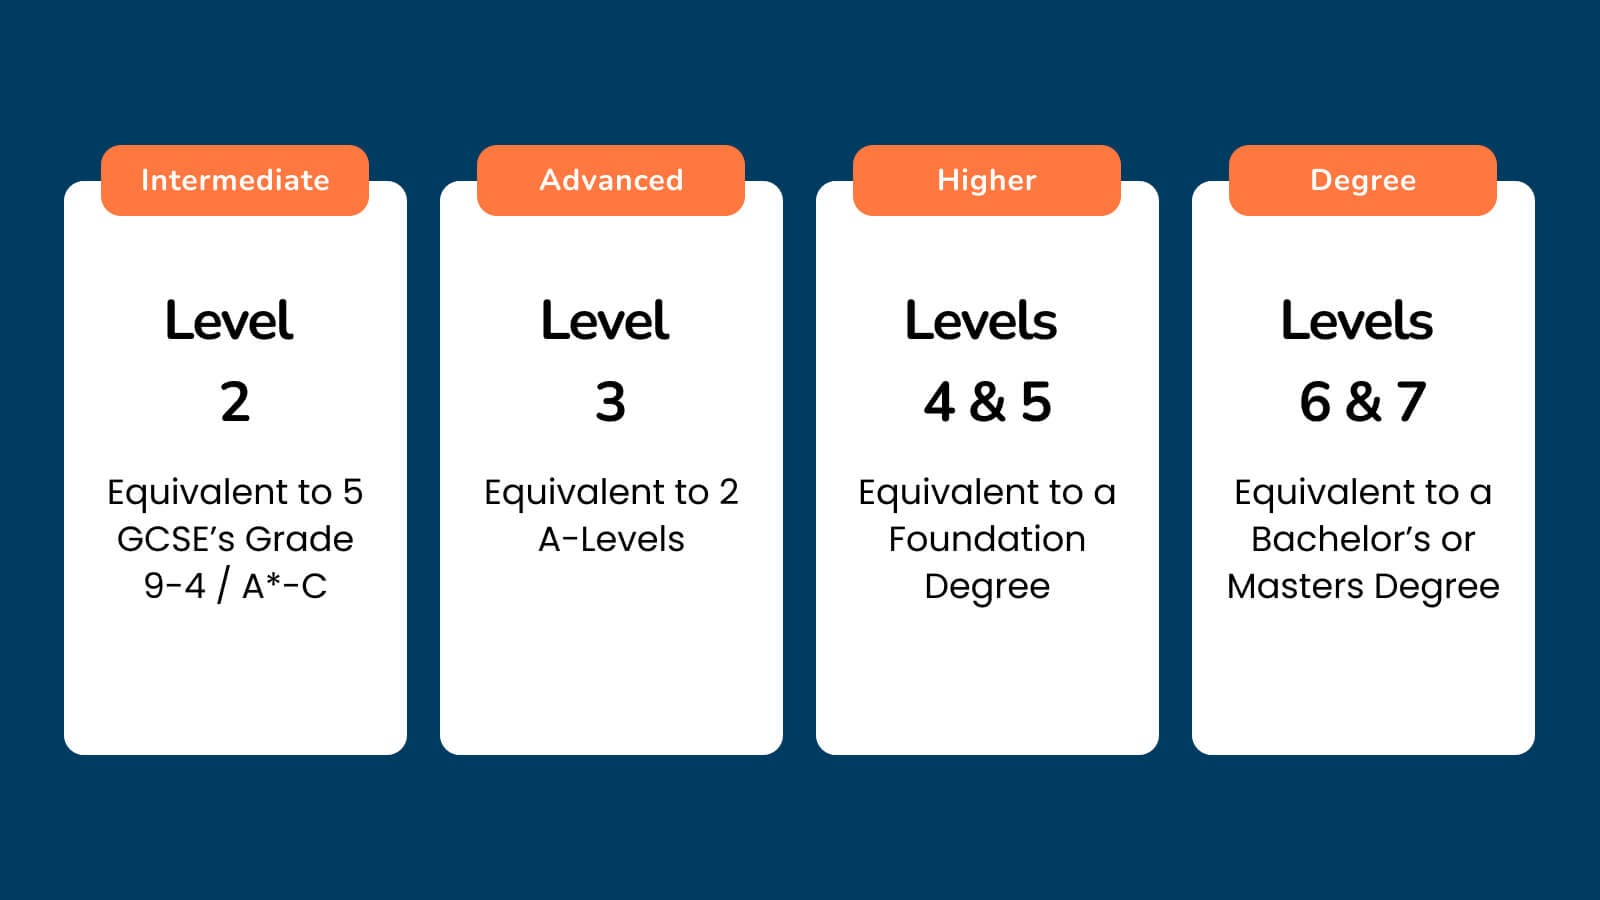 Intermediate
Level
2
Equivalent to 5
GCSE’s Grade
9-4 / A*-C
Advanced
Level
3
Equivalent to 2
A-Levels
Higher
Levels
4 & 5
Equivalent to a
Foundation
Degree
Degree
Levels
6 & 7
Equivalent to a
Bachelor’s or
Masters Degree